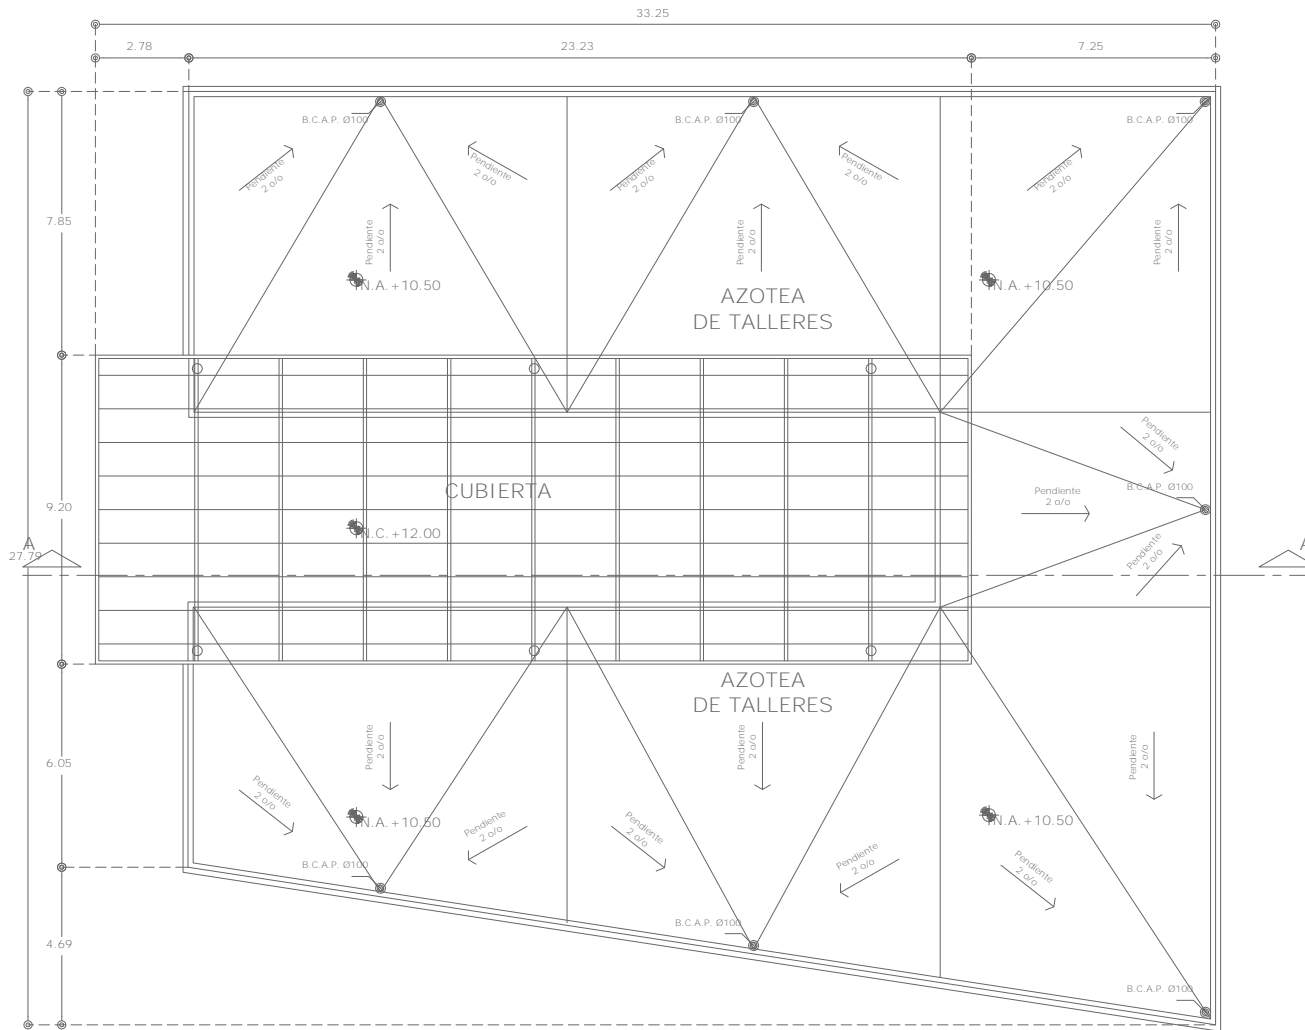 33.25
2.78
23.23
7.25
B.C.A.P. Ø100
B.C.A.P. Ø100
B.C.A.P. Ø100
Pendiente
2 o/o
Pendiente
2 o/o
Pendiente
2 o/o
Pendiente
2 o/o
Pendiente
2 o/o
7.85
Pendiente
2 o/o
Pendiente
2 o/o
Pendiente
2 o/o
N.A.+10.50
N.A.+10.50
AZOTEA
DE TALLERES
Pendiente
2 o/o
CUBIERTA
Pendiente
2 o/o
B.C.A.P. Ø100
9.20
N.C.+12.00
A
27.79
Pendiente
2 o/o
A
AZOTEA
DE TALLERES
Pendiente
2 o/o
Pendiente
2 o/o
Pendiente
2 o/o
6.05
Pendiente
2 o/o
N.A.+10.50
Pendiente
2 o/o
Pendiente
2 o/o
N.A.+10.50
Pendiente
2 o/o
Pendiente
2 o/o
B.C.A.P. Ø100
B.C.A.P. Ø100
4.69
B.C.A.P. Ø100